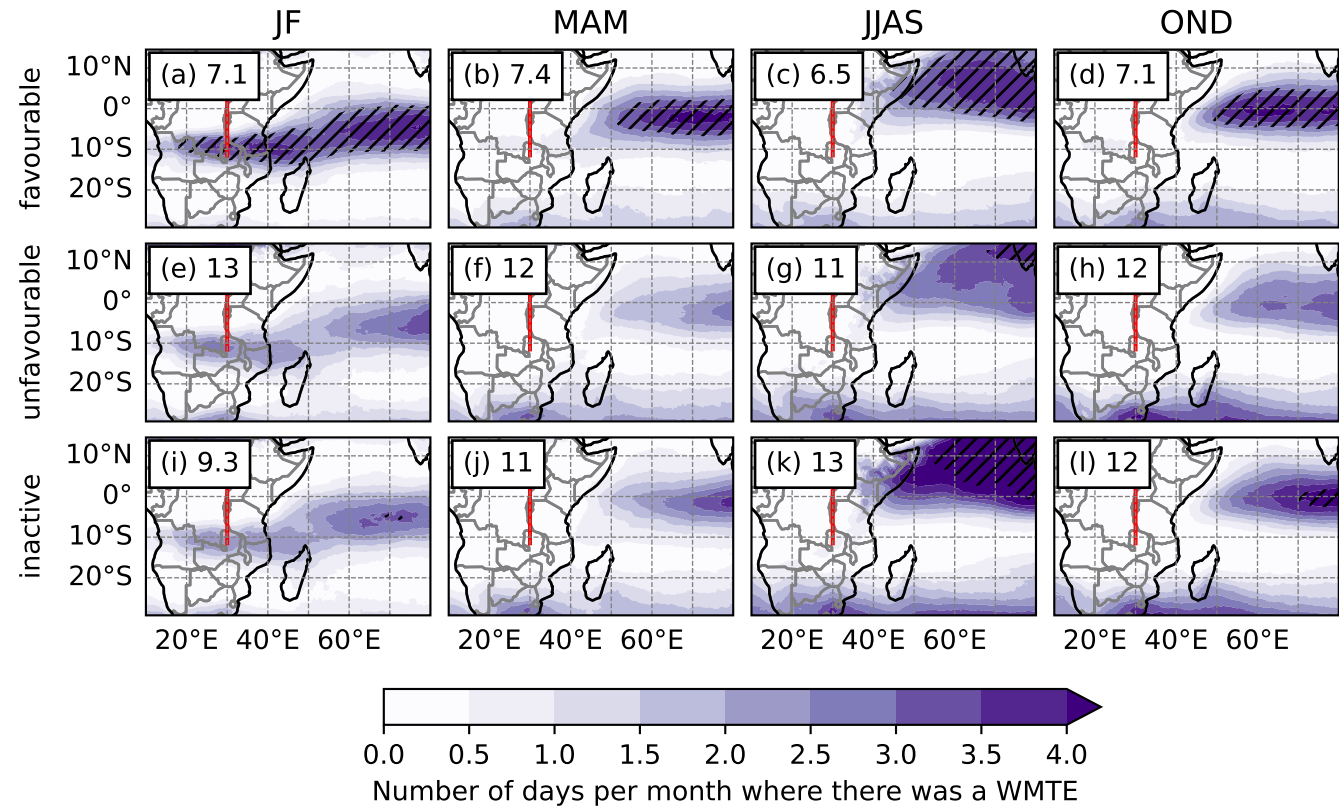 JF MAM JJAS OND
favourable
10°N
0°
10°S
20°S
(a) 7.1
(b) 7.4
(c) 6.5
(d) 7.1
unfavourable
10°N
0°
10°S
20°S
(e) 13
(f) 12
(g) 11
(h) 12
inactive
10°N
0°
10°S
20°S
(i) 9.3
(j) 11
(k) 13
(l) 12
20°E 40°E 60°E 20°E 40°E 60°E 20°E 40°E 60°E 20°E 40°E 60°E
0.0 0.5 1.0 1.5 2.0 2.5 3.0 3.5 4.0
Number of days per month where there was a WMTE